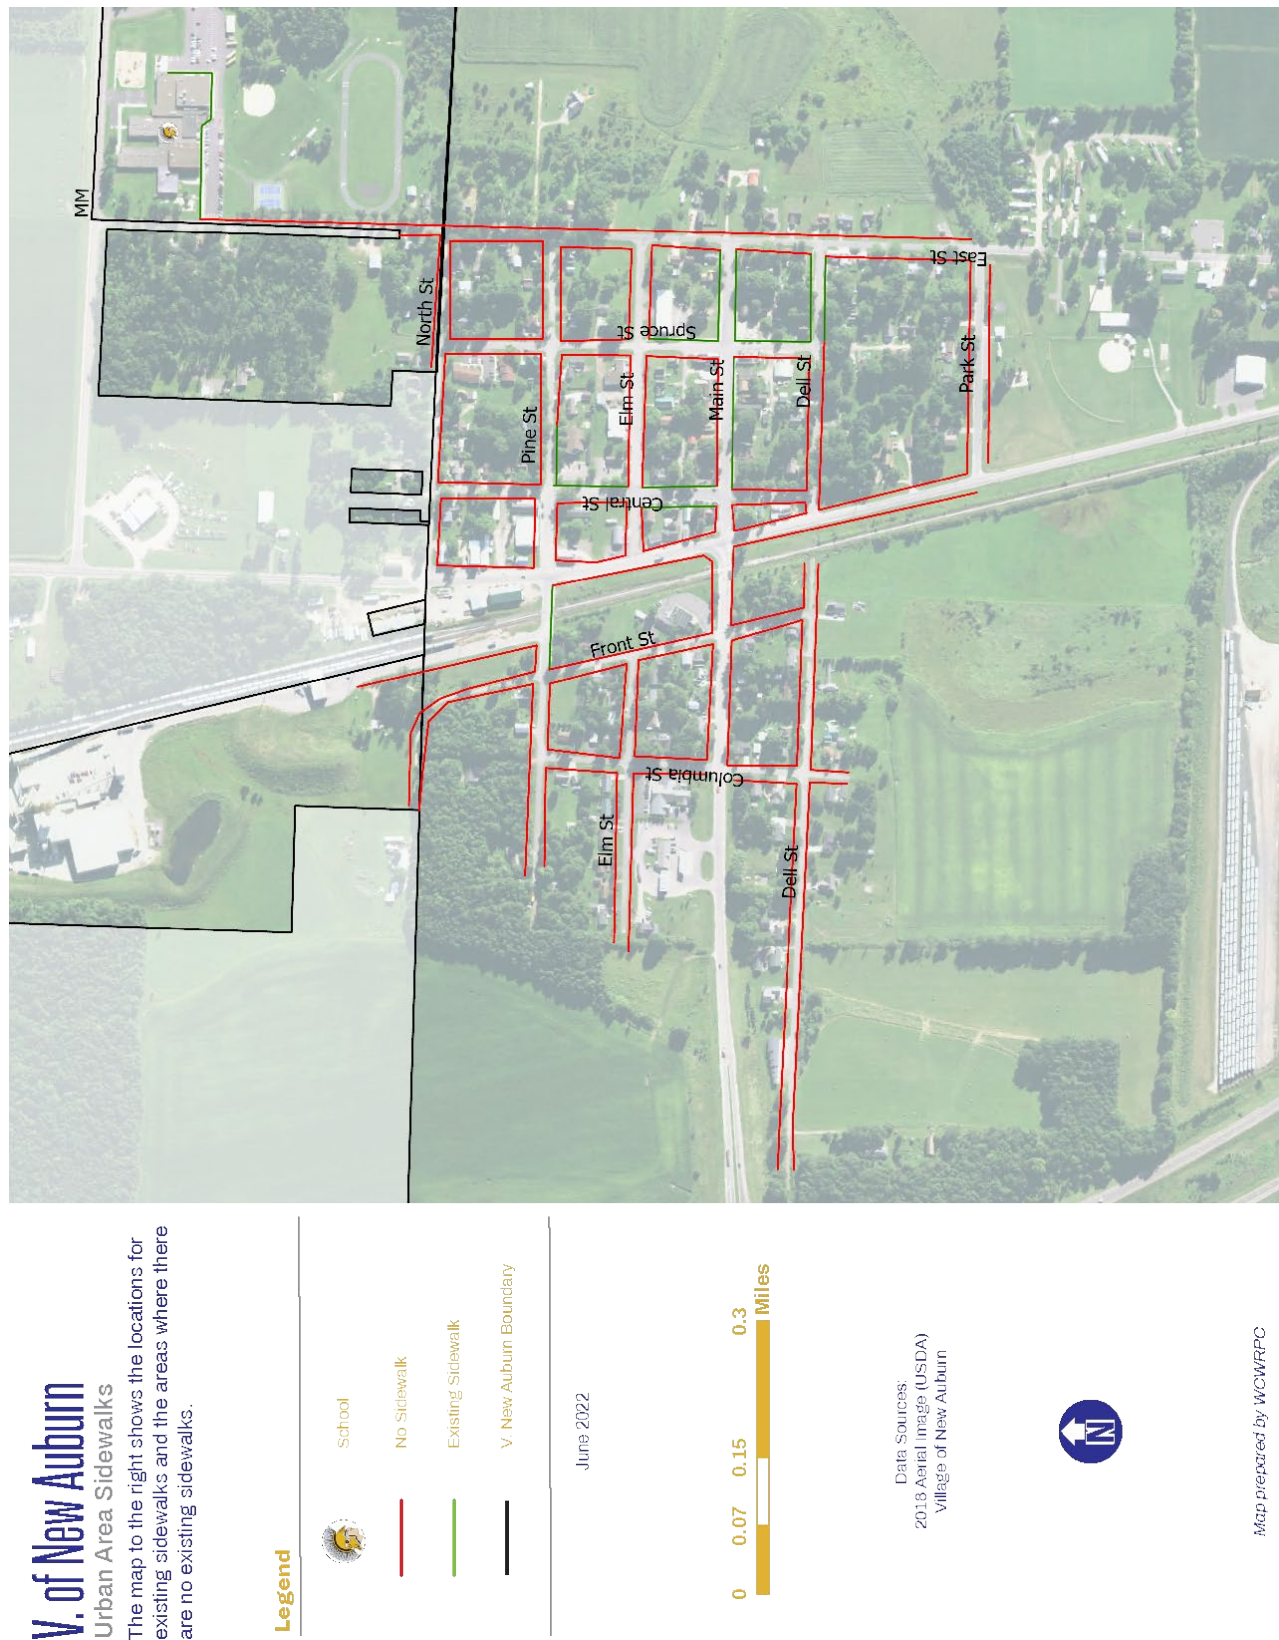 V. of New Auburn
Urban Area Sidewalks
The map to the right shows the locations for
existing sidewalks and the areas where there
are no existing sidewalks.
Legend
School
No Sidewalk
Existing Sidewalk
V. New Auburn Boundary
June 2022
0 0.07 0.15 0.3
Miles
Data Sources:
2018 Aerial Image (USDA)
Village of New Auburn
N
Map prepared by WCWRPC
MM
North St
Pine St
Elm St
Main St
Dell St
Park St
East St
Spruce St
Central St
Front St
Columbia St
Elm St
Dell St